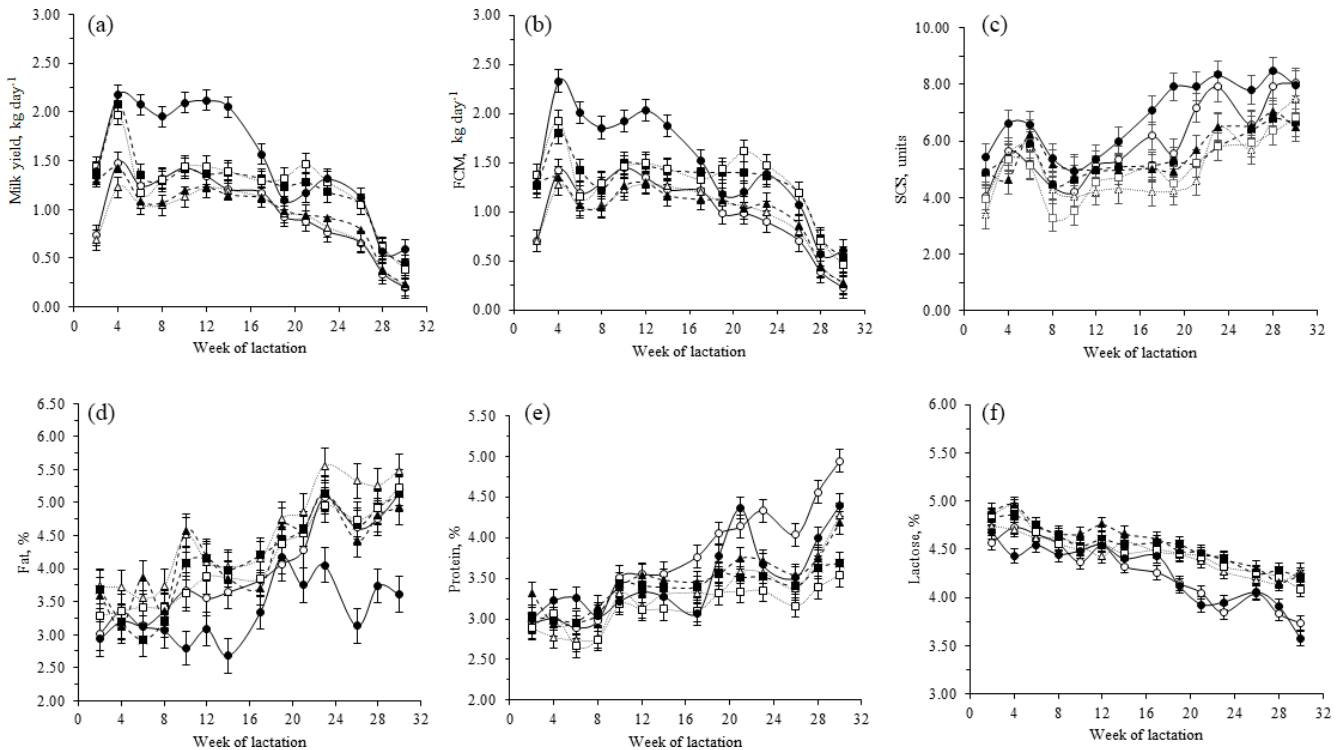 (a)
Milk yield, kg day-1
3.00
2.50
2.00
1.50
1.00
0.50
0.00
0 4 8 12 16 20 24 28 32
Week of lactation
(b)
FCM, kg day-1
3.00
2.50
2.00
1.50
1.00
0.50
0.00
0 4 8 12 16 20 24 28 32
Week of lactation
(c)
SCS, units
10.00
8.00
6.00
4.00
2.00
0.00
0 4 8 12 16 20 24 28 32
Week of lactation
(d)
Fat, %
6.50
6.00
5.50
5.00
4.50
4.00
3.50
3.00
2.50
2.00
0 4 8 12 16 20 24 28 32
Week of lactation
(e)
Protein, %
5.50
5.00
4.50
4.00
3.50
3.00
2.50
2.00
0 4 8 12 16 20 24 28 32
Week of lactation
(f)
Lactose, %
6.00
5.50
5.00
4.50
4.00
3.50
3.00
0 4 8 12 16 20 24 28 32
Week of lactation